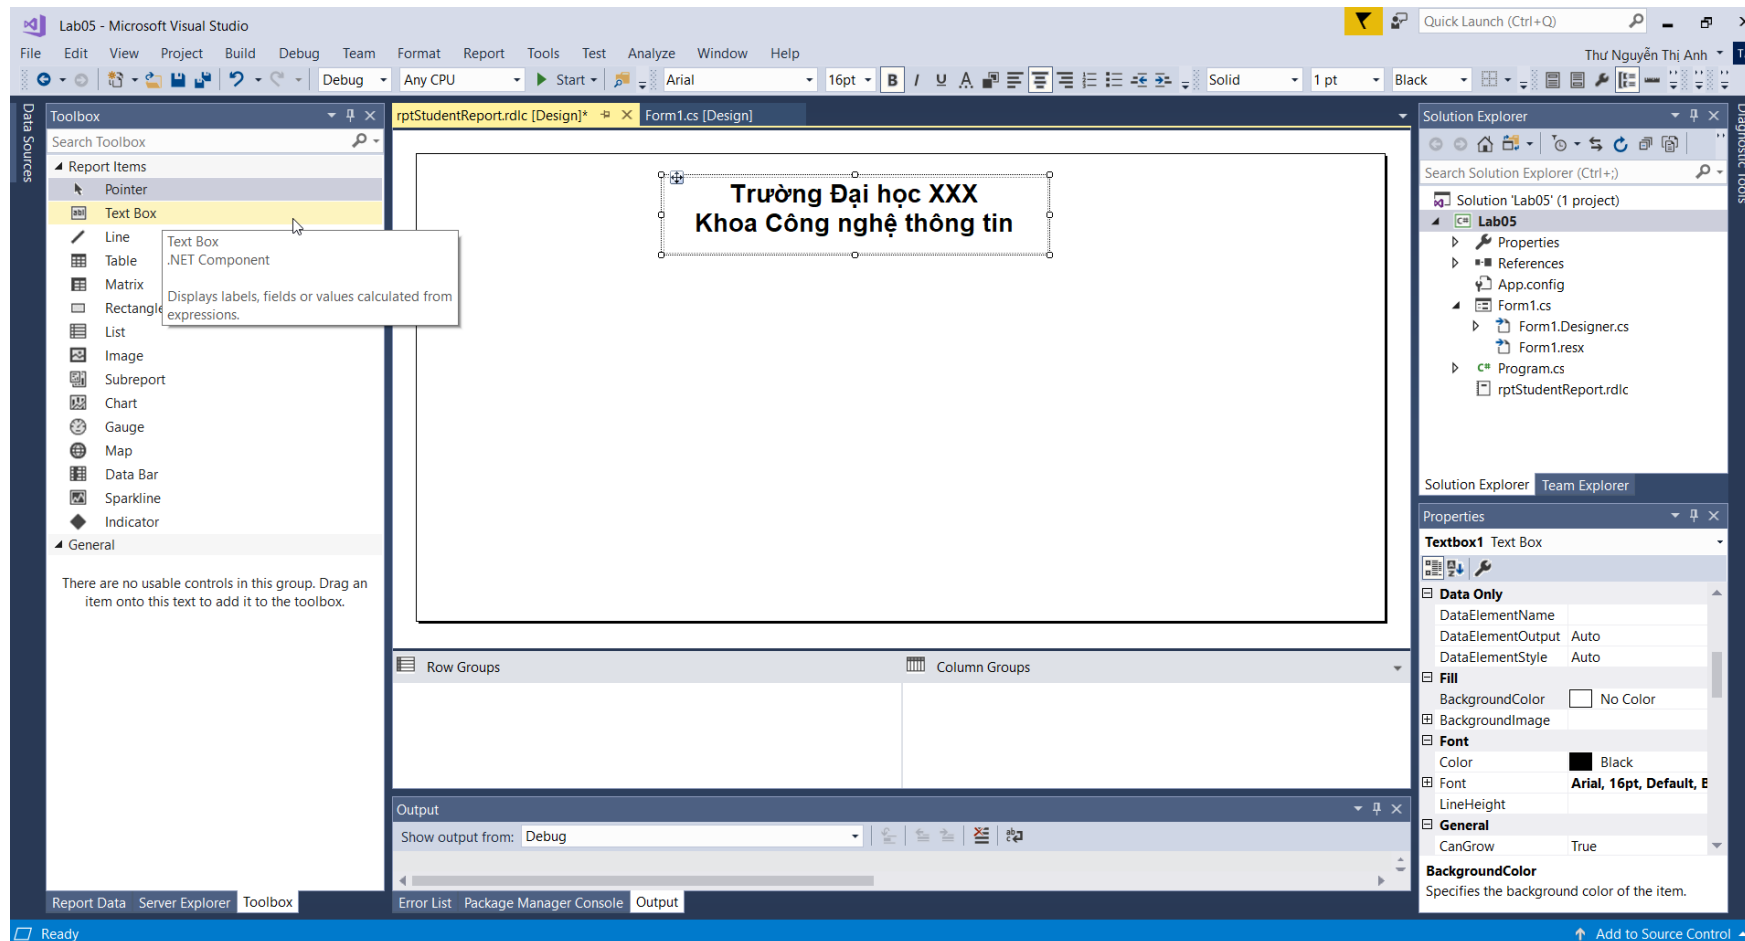 Lab05 - Microsoft Visual Studio
Quick Launch (Ctrl+Q)
File Edit View Project Build Debug Team Format Report Tools Test Analyze Window Help
Thư Nguyễn Thị Anh
Debug Any CPU Start Arial 16pt B I U A Solid 1 pt Black
Data Sources
Toolbox
Search Toolbox
Report Items
Pointer
Text Box
Line
Table
Matrix
Rectangle
List
Image
Subreport
Chart
Gauge
Map
Data Bar
Sparkline
Indicator
General
There are no usable controls in this group. Drag an
item onto this text to add it to the toolbox.
Text Box
.NET Component
Displays labels, fields or values calculated from
expressions.
Report Data Server Explorer Toolbox
rptStudentReport.rdlc [Design]* Form1.cs [Design]
Trường Đại học XXX
Khoa Công nghệ thông tin
Row Groups Column Groups
Output
Show output from: Debug
Error List Package Manager Console Output
Solution Explorer
Search Solution Explorer (Ctrl+;)
Solution 'Lab05' (1 project)
C# Lab05
Properties
References
App.config
Form1.cs
Form1.Designer.cs
Form1.resx
C# Program.cs
rptStudentReport.rdlc
Solution Explorer Team Explorer
Properties
Textbox1 Text Box
Data Only
DataElementName
DataElementOutput Auto
DataElementStyle Auto
Fill
BackgroundColor No Color
BackgroundImage
Font
Color Black
Font Arial, 16pt, Default, B
LineHeight
General
CanGrow True
BackgroundColor
Specifies the background color of the item.
Diagnostic Tools
Ready
Add to Source Control